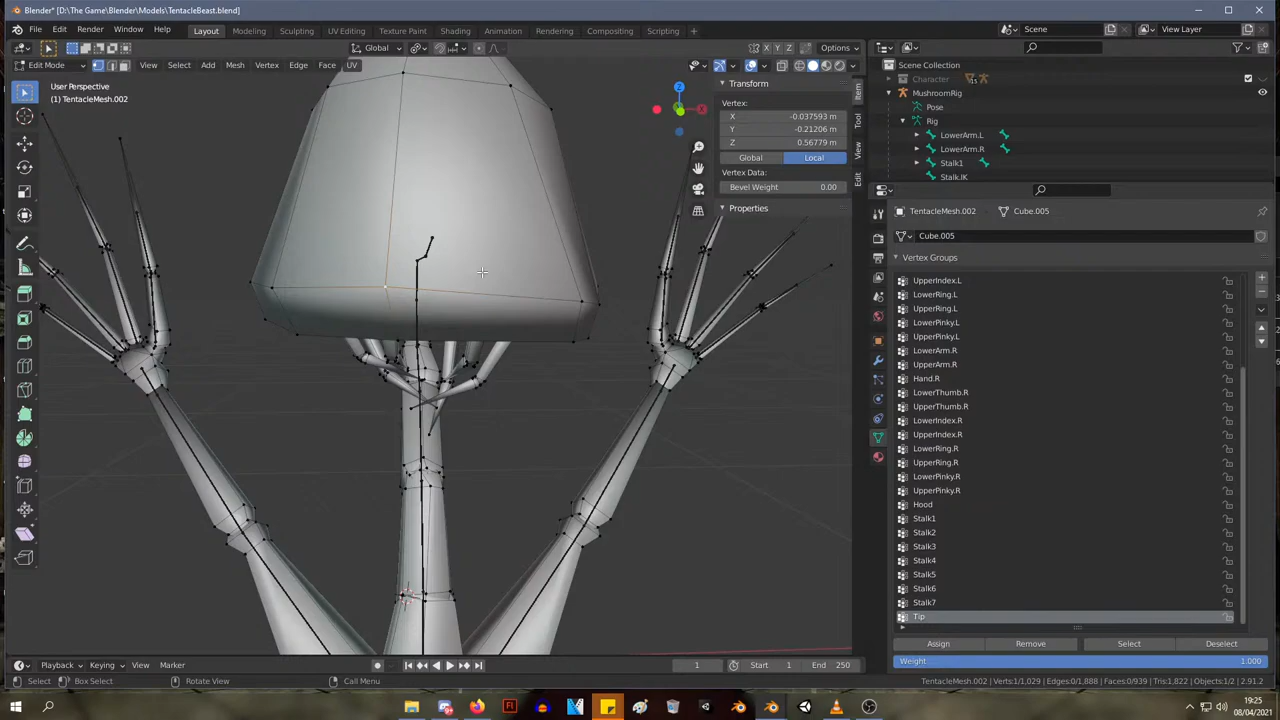 Blender* [D:\The Game\Blender\Models\TentacleBeast.blend]
File Edit Render Window Help Layout Modeling Sculpting UV Editing Texture Paint Shading Animation Rendering Compositing Scripting + Scene View Layer
Global X Y Z Options
Edit Mode View Select Add Mesh Vertex Edge Face UV
User Perspective
(1) TentacleMesh.002
Z
X
Transform
Vertex:
X -0.037593 m
Y -0.21206 m
Z 0.56779 m
Global Local
Vertex Data:
Bevel Weight 0.00
Properties
Item
Tool
View
Edit
Scene Collection
Character 15
MushroomRig
Pose
Rig
LowerArm.L
LowerArm.R
Stalk1
Stalk.IK
TentacleMesh.002 Cube.005
Cube.005
Vertex Groups
UpperIndex.L
LowerRing.L
UpperRing.L
LowerPinky.L
UpperPinky.L
LowerArm.R
UpperArm.R
Hand.R
LowerThumb.R
UpperThumb.R
LowerIndex.R
UpperIndex.R
LowerRing.R
UpperRing.R
LowerPinky.R
UpperPinky.R
Hood
Stalk1
Stalk2
Stalk3
Stalk4
Stalk5
Stalk6
Stalk7
Tip
Assign Remove Select Deselect
Weight 1.000
Playback Keying View Marker 1 Start 1 End 250
Select Box Select Rotate View Call Menu TentacleMesh.002 | Verts:1/1,029 | Edges:0/1,888 | Faces:0/939 | Tris:1,822 | Objects:1/2 | 2.91.2
19:25
08/04/2021